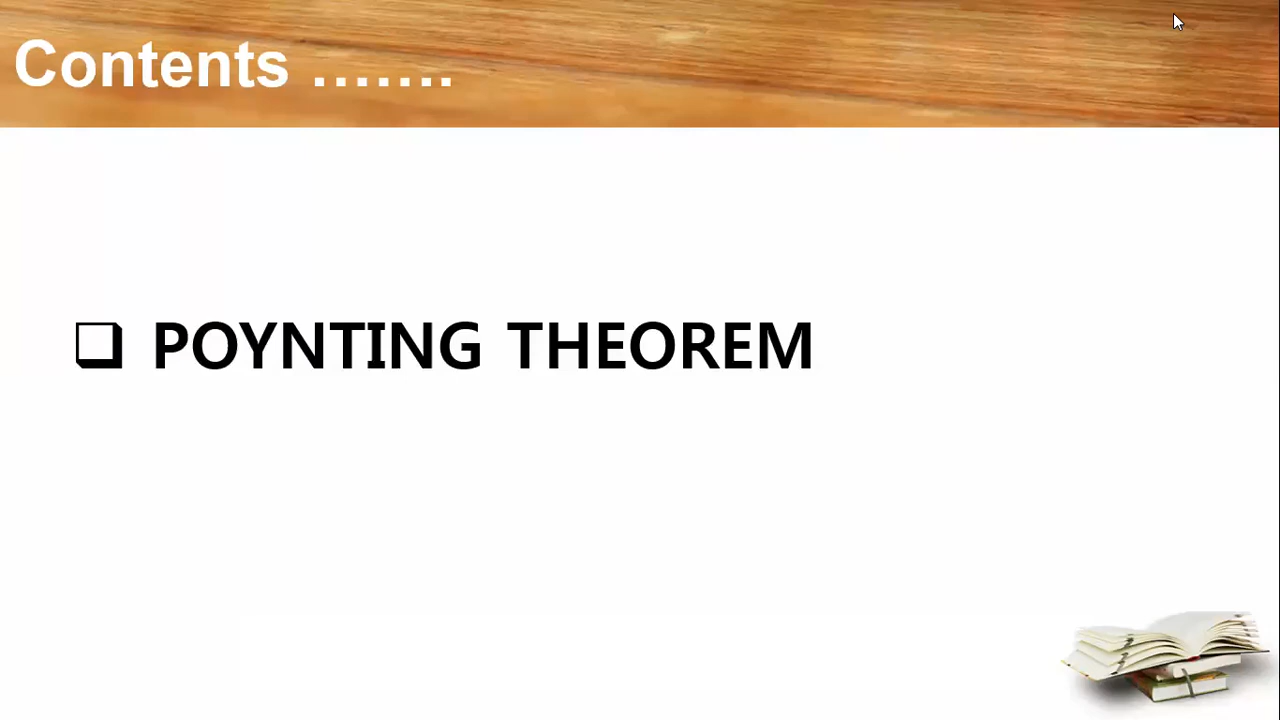 Contents .......
❑ POYNTING THEOREM